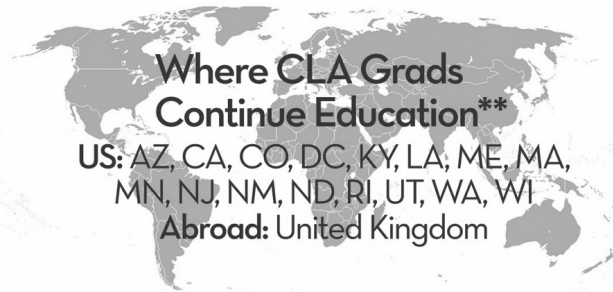 Where CLA Grads
Continue Education**
US: AZ, CA, CO, DC, KY, LA, ME, MA,
MN, NJ, NM, ND, RI, UT, WA, WI
Abroad: United Kingdom